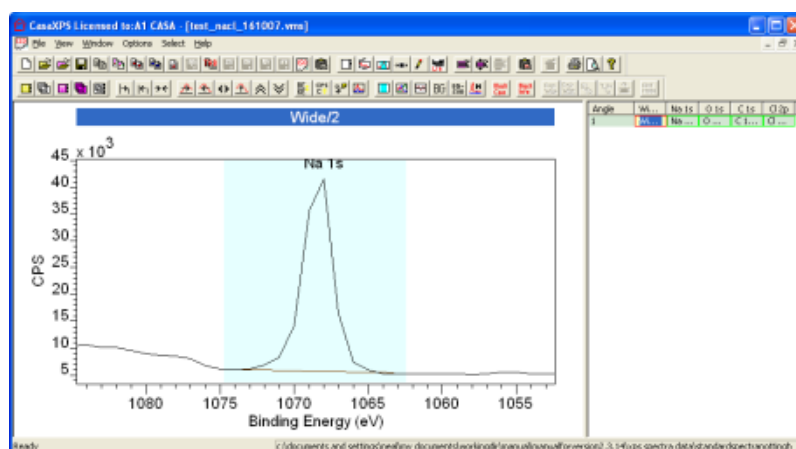 CasaXPS Licensed to:A1 CASA - [test_nacl_161007.vms]
File View Window Options Select Help
Wide/2
Angle Wi... Na 1s O 1s C 1s Cl 2p
1 Wi... Na ... O ... C 1... Cl ...
45 x 10³
Na 1s
40
35
30
25
20
15
10
5
CPS
1080 1075 1070 1065 1060 1055
Binding Energy (eV)
Ready